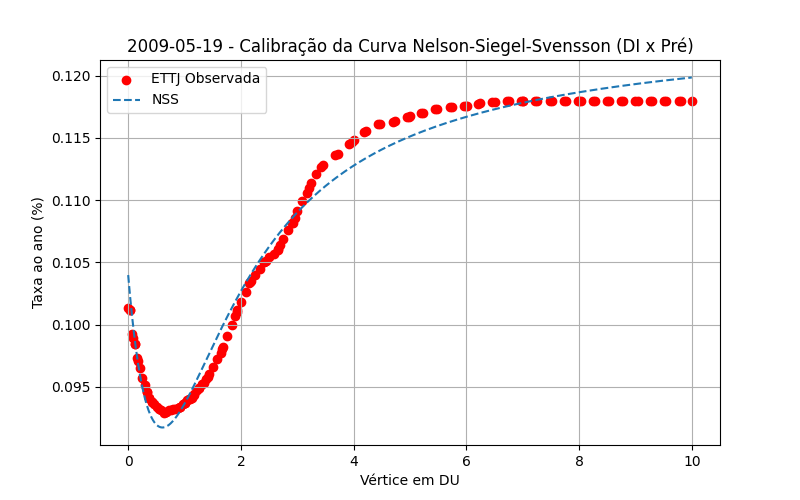 2009-05-19 - Calibração da Curva Nelson-Siegel-Svensson (DI x Pré)
ETTJ Observada
NSS
Taxa ao ano (%)
0.120
0.115
0.110
0.105
0.100
0.095
0 2 4 6 8 10
Vértice em DU